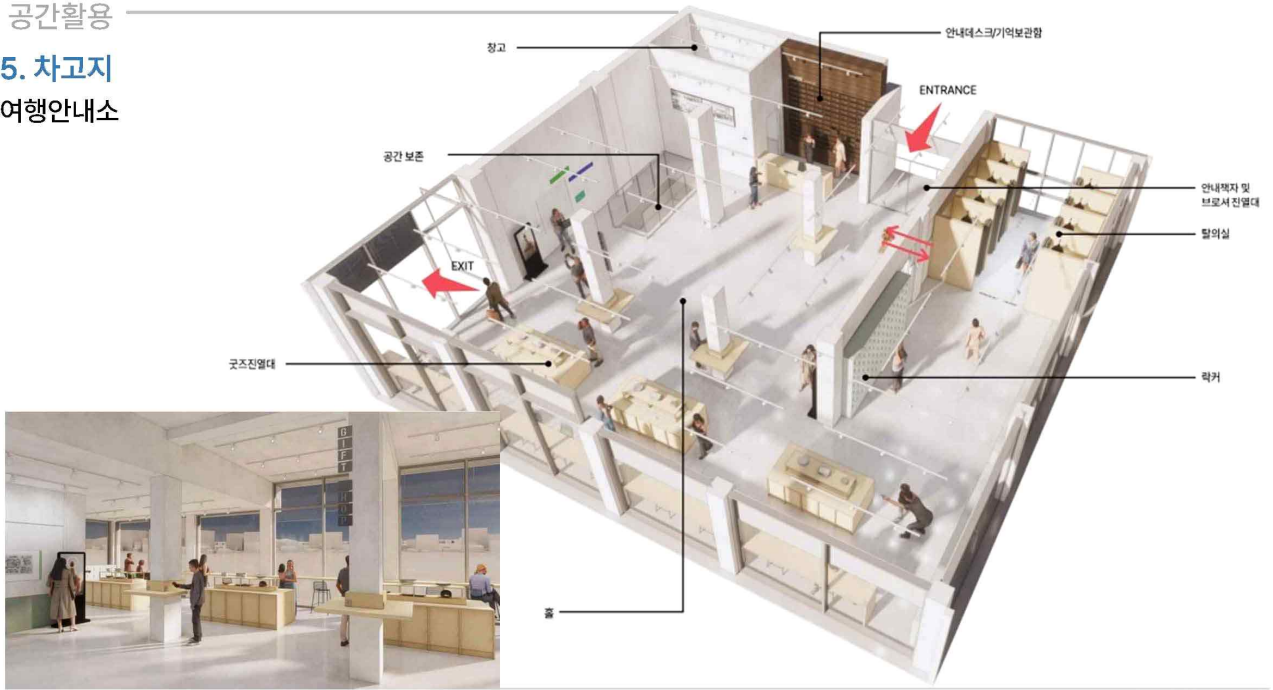 공간활용
5. 차고지
여행안내소
창고
안내데스크/기억보관함
ENTRANCE
공간 보존
안내책자 및
브로셔 진열대
탈의실
EXIT
굿즈진열대
락커
홀
GIFT